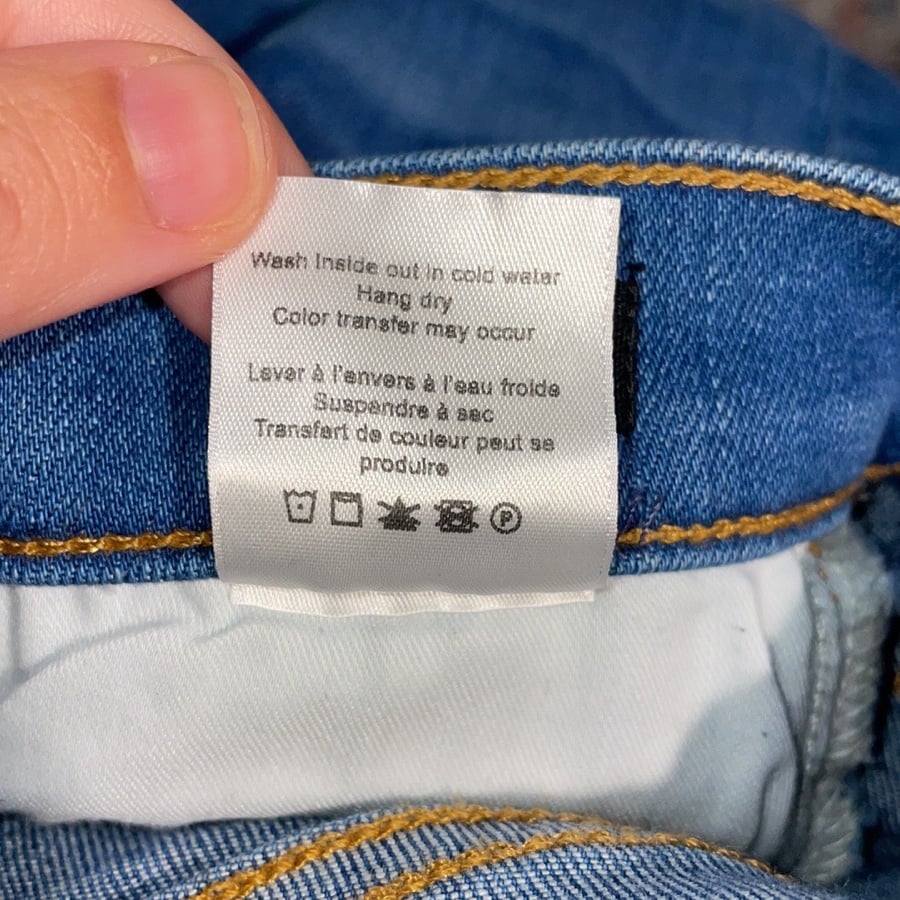 Wash Inside out in cold water
Hang dry
Color transfer may occur
Laver à l'envers à l'eau froide
Suspendre à sec
Transfert de couleur peut se
produire
P